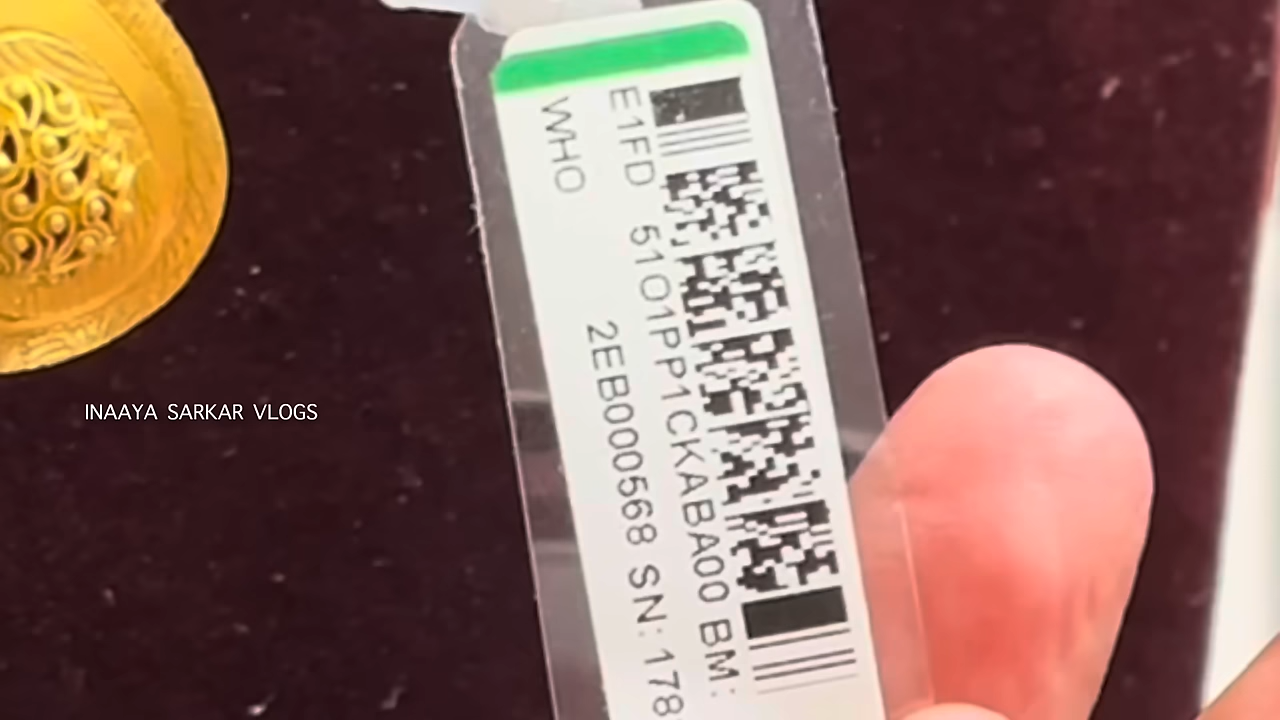 WHO
E1FD 51O1PP1CKABA00 BM:
2EB000568 SN: 178
INAAYA SARKAR VLOGS